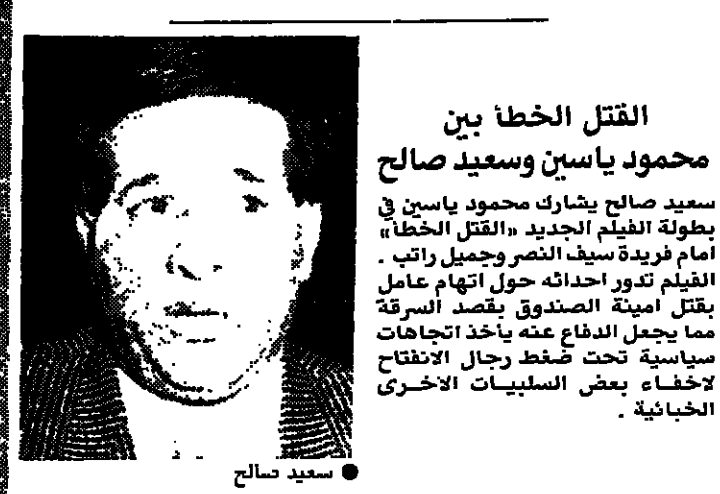 القتل الخطأ بين
محمود ياسين وسعيد صالح
سعيد صالح يشارك محمود ياسين في
بطولة الفيلم الجديد «القتل الخطأ»
امام فريدة سيف النصر وجميل راتب .
الفيلم تدور احداثه حول اتهام عامل
بقتل امينة الصندوق بقصد السرقة
مما يجعل الدفاع عنه يأخذ اتجاهات
سياسية تحت ضغط رجال الانفتاح
لاخفاء بعض السلبيات الاخرى
الخبائية .
● سعيد صالح